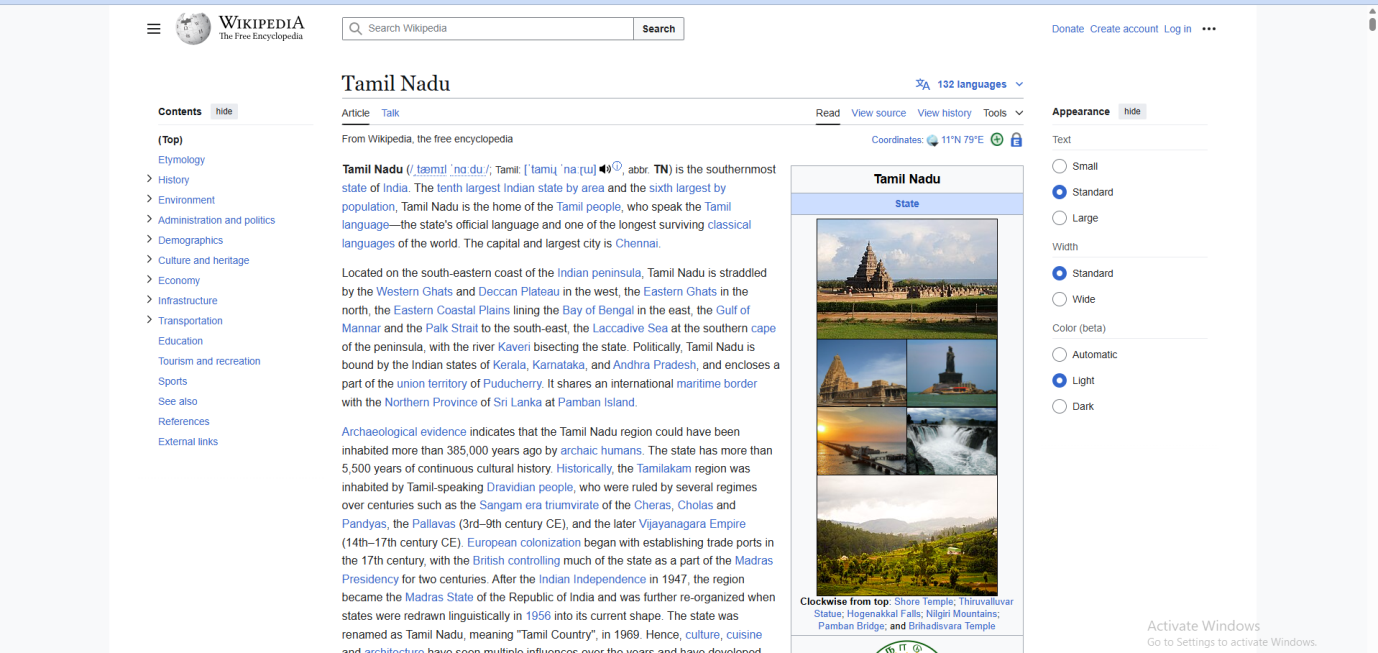 WIKIPEDIA
The Free Encyclopedia
Search Wikipedia
Search
Donate Create account Log in
Contents hide
(Top)
Etymology
History
Environment
Administration and politics
Demographics
Culture and heritage
Economy
Infrastructure
Transportation
Education
Tourism and recreation
Sports
See also
References
External links
Tamil Nadu
132 languages
Article Talk
Read View source View history Tools
From Wikipedia, the free encyclopedia
Coordinates: 11°N 79°E
Tamil Nadu (/ˌtæmɪl ˈnɑːduː/; Tamil: [ˈtamiɻ ˈnaːɽɯ] ⓘ, abbr. TN) is the southernmost
state of India. The tenth largest Indian state by area and the sixth largest by
population, Tamil Nadu is the home of the Tamil people, who speak the Tamil
language—the state's official language and one of the longest surviving classical
languages of the world. The capital and largest city is Chennai.
Located on the south-eastern coast of the Indian peninsula, Tamil Nadu is straddled
by the Western Ghats and Deccan Plateau in the west, the Eastern Ghats in the
north, the Eastern Coastal Plains lining the Bay of Bengal in the east, the Gulf of
Mannar and the Palk Strait to the south-east, the Laccadive Sea at the southern cape
of the peninsula, with the river Kaveri bisecting the state. Politically, Tamil Nadu is
bound by the Indian states of Kerala, Karnataka, and Andhra Pradesh, and encloses a
part of the union territory of Puducherry. It shares an international maritime border
with the Northern Province of Sri Lanka at Pamban Island.
Archaeological evidence indicates that the Tamil Nadu region could have been
inhabited more than 385,000 years ago by archaic humans. The state has more than
5,500 years of continuous cultural history. Historically, the Tamilakam region was
inhabited by Tamil-speaking Dravidian people, who were ruled by several regimes
over centuries such as the Sangam era triumvirate of the Cheras, Cholas and
Pandyas, the Pallavas (3rd–9th century CE), and the later Vijayanagara Empire
(14th–17th century CE). European colonization began with establishing trade ports in
the 17th century, with the British controlling much of the state as a part of the Madras
Presidency for two centuries. After the Indian Independence in 1947, the region
became the Madras State of the Republic of India and was further re-organized when
states were redrawn linguistically in 1956 into its current shape. The state was
renamed as Tamil Nadu, meaning "Tamil Country", in 1969. Hence, culture, cuisine
and architecture have seen multiple influences over the years and have developed
Tamil Nadu
State
Clockwise from top: Shore Temple; Thiruvalluvar
Statue; Hogenakkal Falls; Nilgiri Mountains;
Pamban Bridge; and Brihadisvara Temple
Appearance hide
Text
Small
Standard
Large
Width
Standard
Wide
Color (beta)
Automatic
Light
Dark
Activate Windows
Go to Settings to activate Windows.